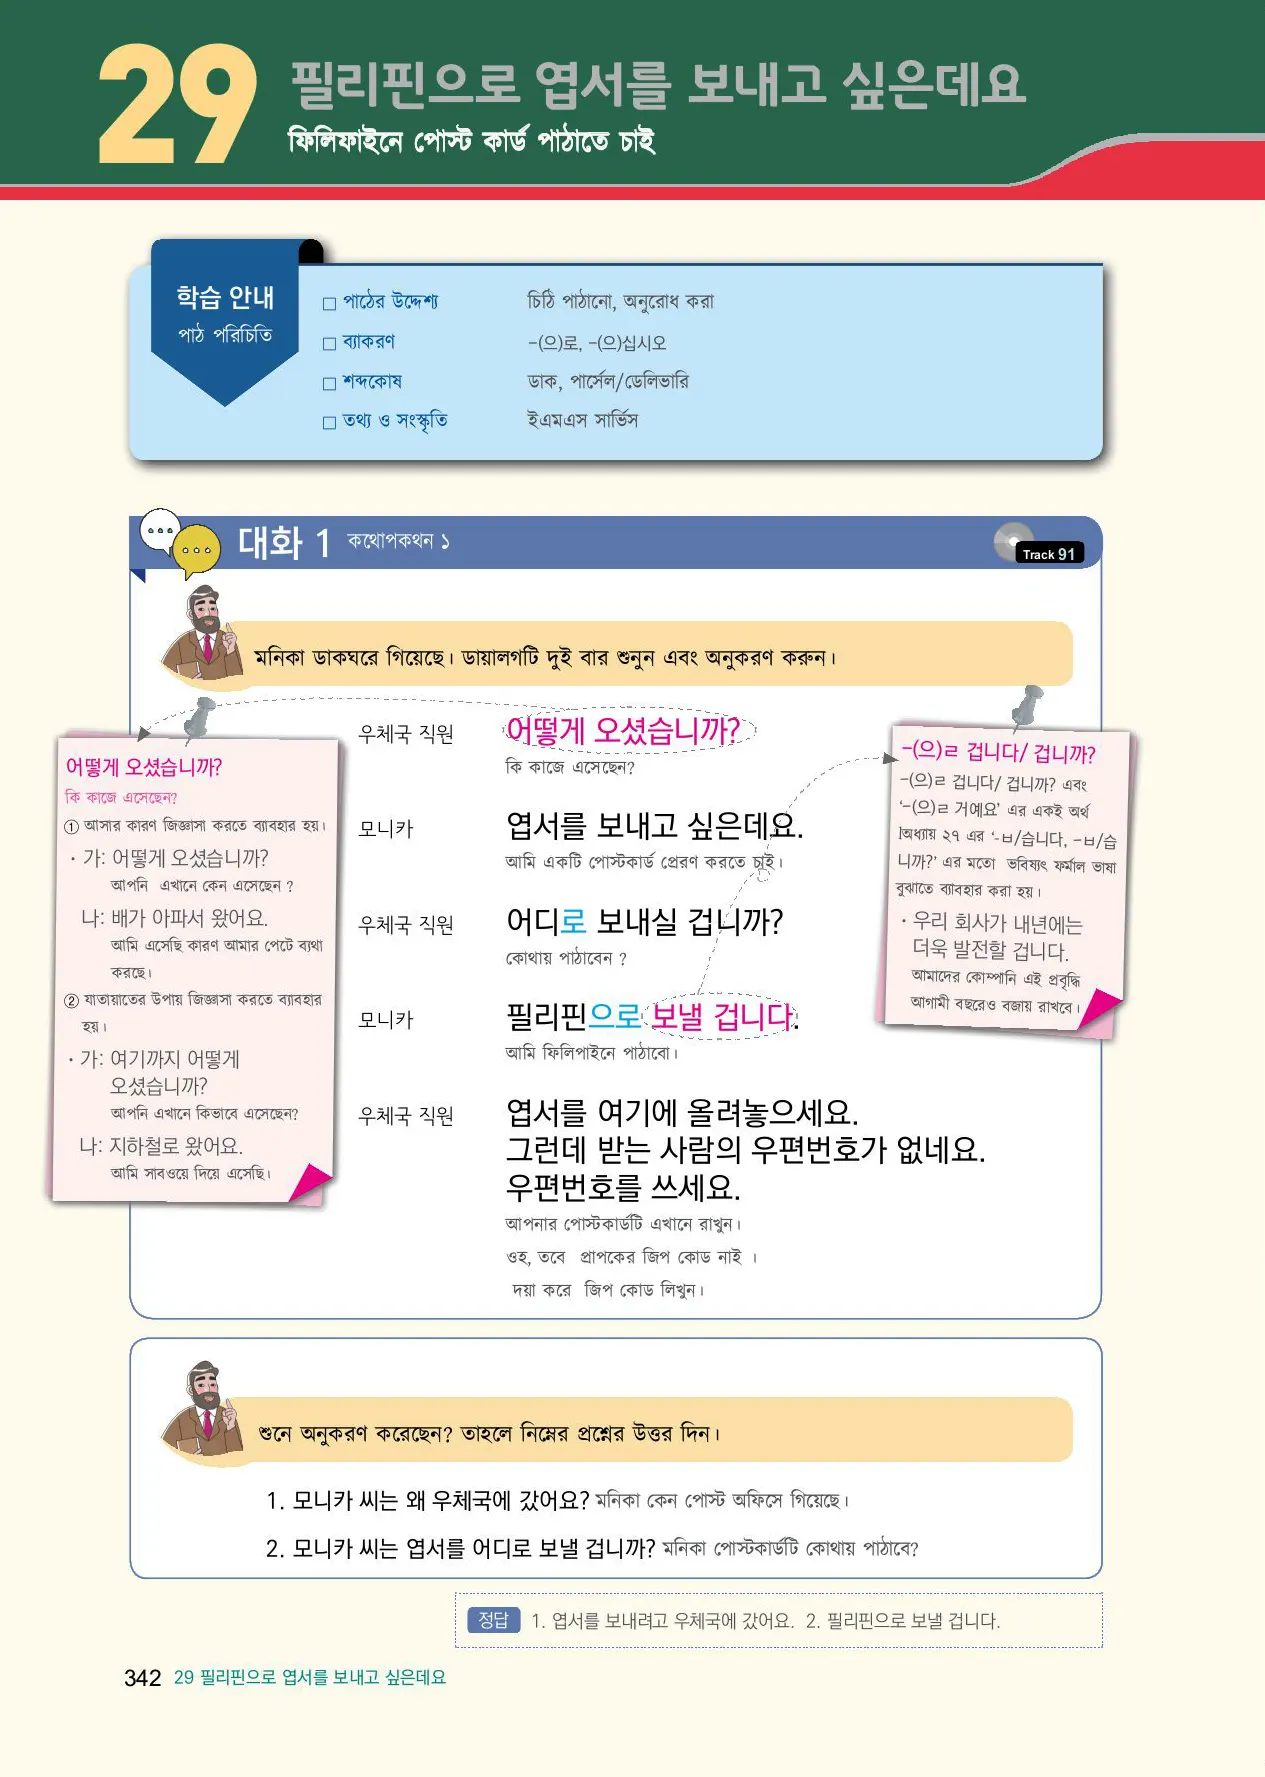 29
필리핀으로 엽서를 보내고 싶은데요
ফিলিফাইনে পোস্ট কার্ড পাঠাতে চাই
학습 안내
পাঠ পরিচিতি
□ পাঠের উদ্দেশ্য চিঠি পাঠানো, অনুরোধ করা
□ ব্যাকরণ -(으)로, -(으)십시오
□ শব্দকোষ ডাক, পার্সেল/ডেলিভারি
□ তথ্য ও সংস্কৃতি ইএমএস সার্ভিস
대화 1 কথোপকথন ১
Track 91
মনিকা ডাকঘরে গিয়েছে। ডায়ালগটি দুই বার শুনুন এবং অনুকরণ করুন।
우체국 직원 어떻게 오셨습니까?
কি কাজে এসেছেন?
모니카 엽서를 보내고 싶은데요.
আমি একটি পোস্টকার্ড প্রেরণ করতে চাই।
우체국 직원 어디로 보내실 겁니까?
কোথায় পাঠাবেন ?
모니카 필리핀으로 보낼 겁니다.
আমি ফিলিপাইনে পাঠাবো।
우체국 직원 엽서를 여기에 올려놓으세요.
그런데 받는 사람의 우편번호가 없네요.
우편번호를 쓰세요.
আপনার পোস্টকার্ডটি এখানে রাখুন।
ওহ, তবে প্রাপকের জিপ কোড নাই ।
দয়া করে জিপ কোড লিখুন।
어떻게 오셨습니까?
কি কাজে এসেছেন?
① আসার কারণ জিজ্ঞাসা করতে ব্যাবহার হয়।
· 가: 어떻게 오셨습니까?
আপনি এখানে কেন এসেছেন ?
나: 배가 아파서 왔어요.
আমি এসেছি কারণ আমার পেটে ব্যথা
করছে।
② যাতায়াতের উপায় জিজ্ঞাসা করতে ব্যাবহার
হয়।
· 가: 여기까지 어떻게
오셨습니까?
আপনি এখানে কিভাবে এসেছেন?
나: 지하철로 왔어요.
আমি সাবওয়ে দিয়ে এসেছি।
-(으)ㄹ 겁니다/ 겁니까?
-(으)ㄹ 겁니다/ 겁니까? এবং
‘-(으)ㄹ 거예요’ এর একই অর্থ
।অধ্যায় ২৭ এর ‘-ㅂ/습니다, -ㅂ/습
니까?’ এর মতো ভবিষ্যৎ ফর্মাল ভাষা
বুঝাতে ব্যাবহার করা হয়।
· 우리 회사가 내년에는
더욱 발전할 겁니다.
আমাদের কোম্পানি এই প্রবৃদ্ধি
আগামী বছরেও বজায় রাখবে।
শুনে অনুকরণ করেছেন? তাহলে নিম্নের প্রশ্নের উত্তর দিন।
1. 모니카 씨는 왜 우체국에 갔어요? মনিকা কেন পোস্ট অফিসে গিয়েছে।
2. 모니카 씨는 엽서를 어디로 보낼 겁니까? মনিকা পোস্টকার্ডটি কোথায় পাঠাবে?
정답 1. 엽서를 보내려고 우체국에 갔어요. 2. 필리핀으로 보낼 겁니다.
342 29 필리핀으로 엽서를 보내고 싶은데요